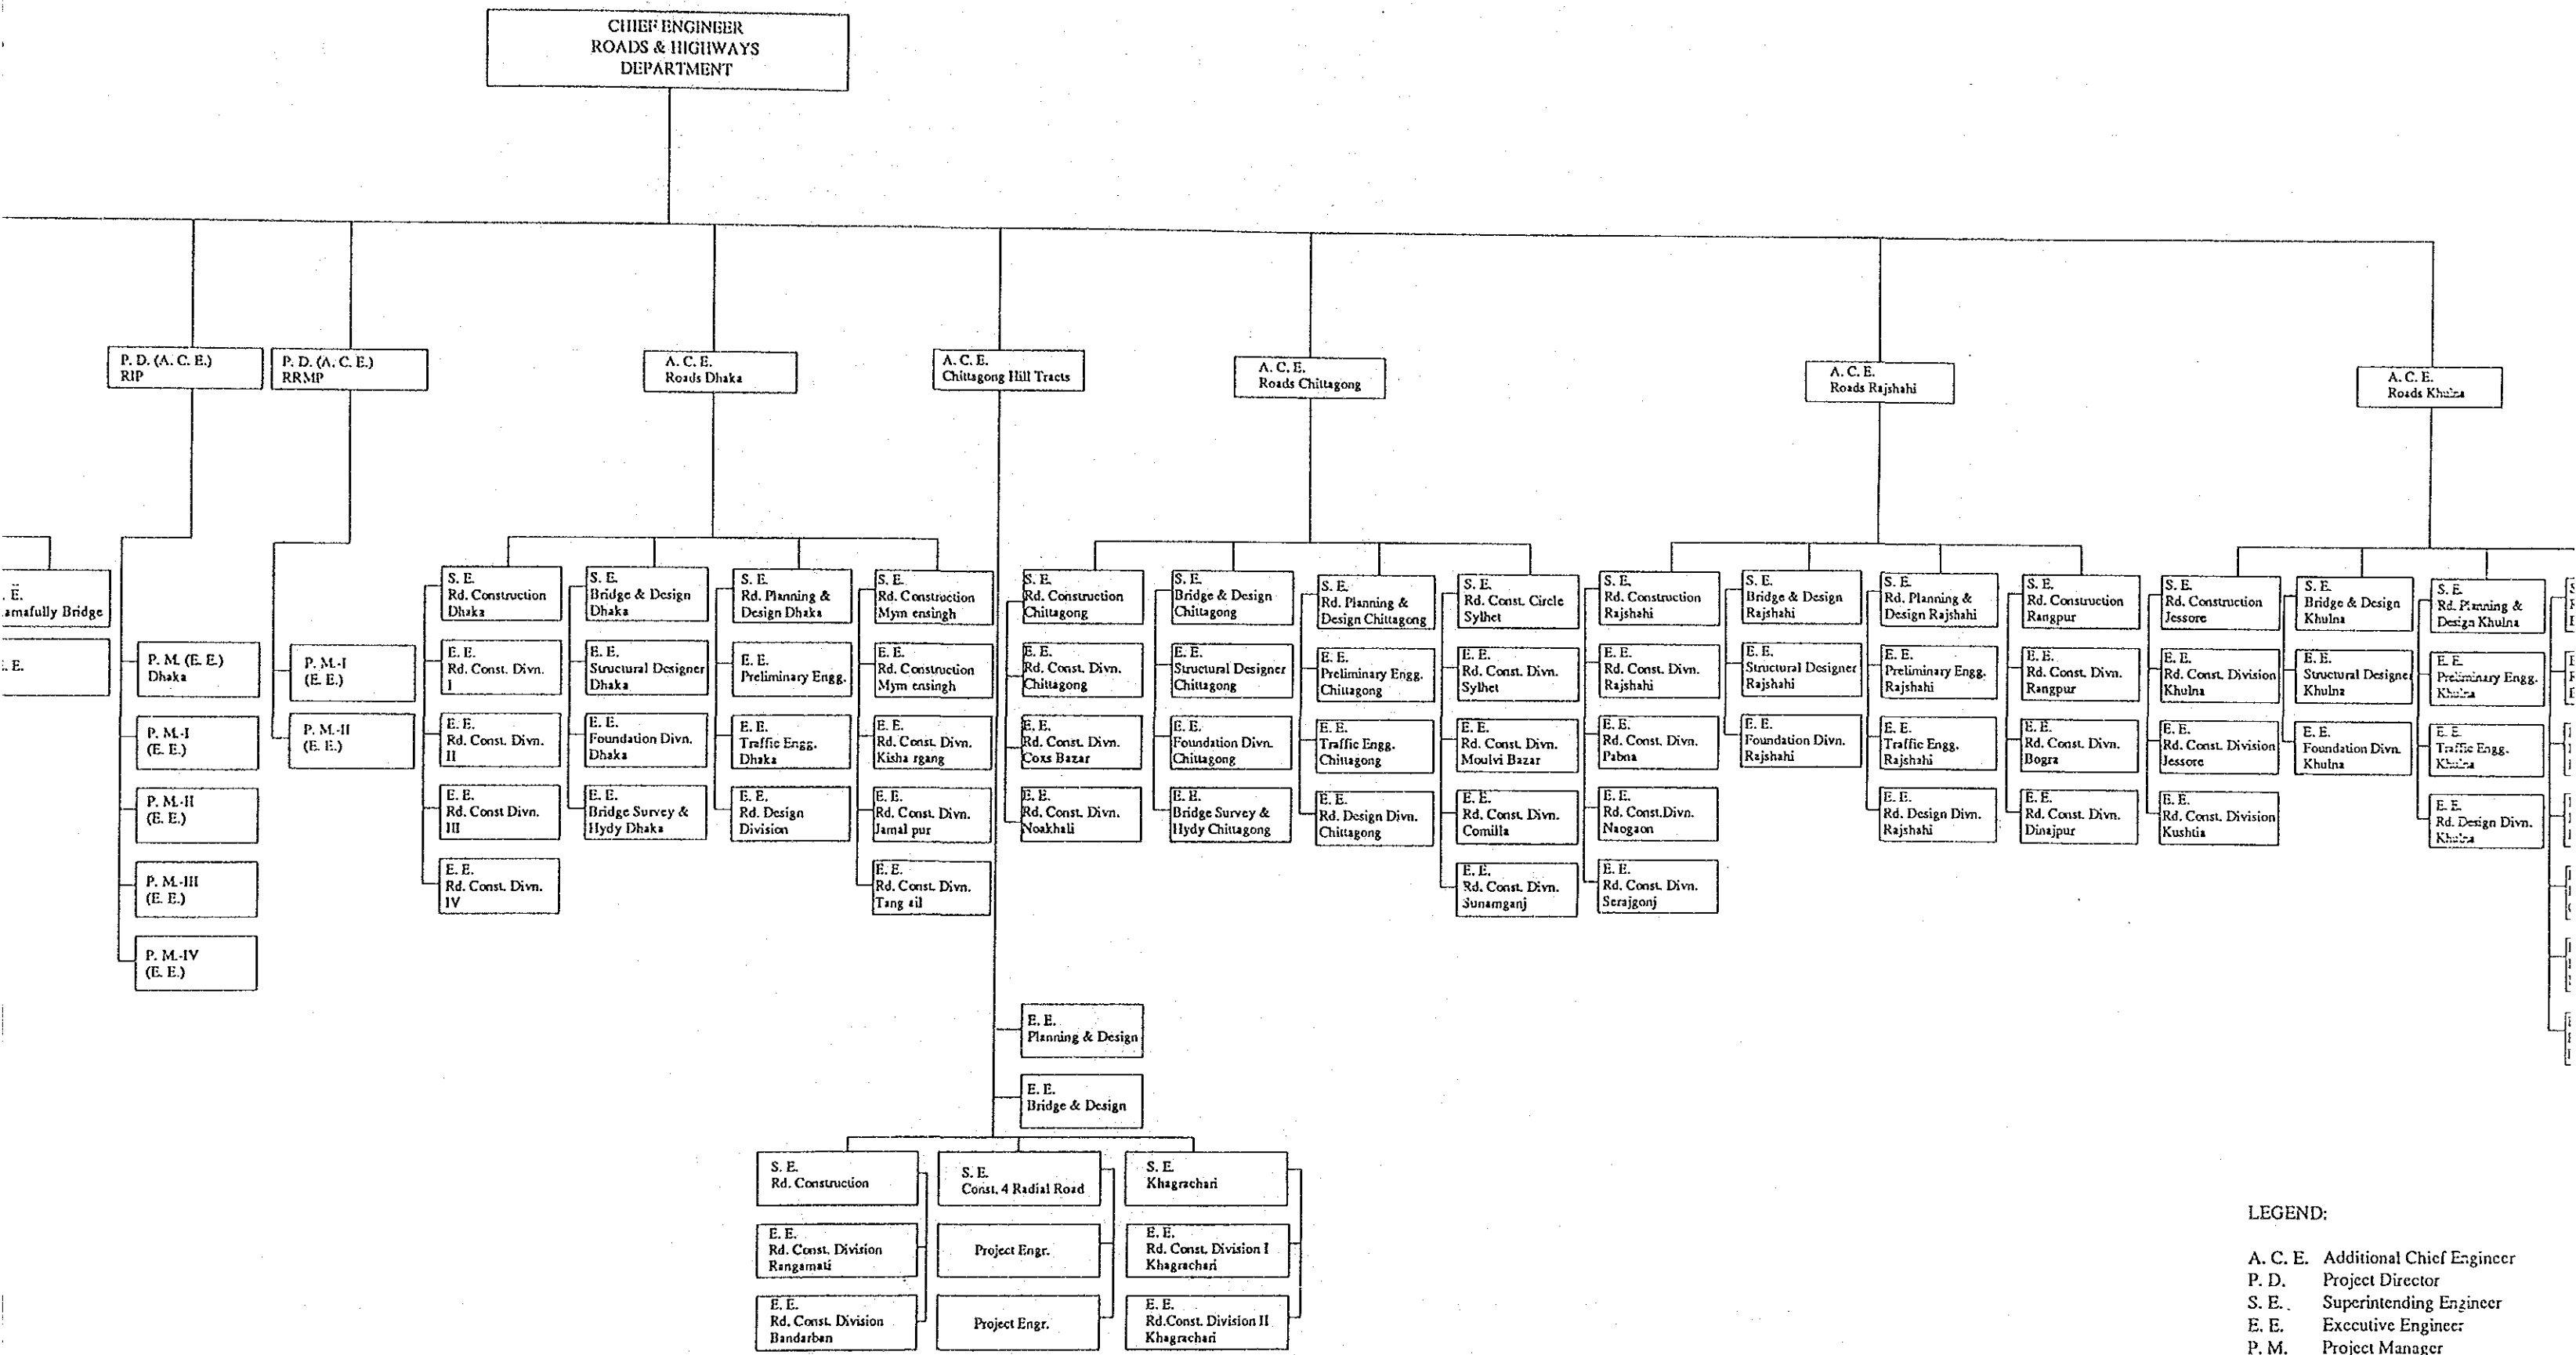 CHIEF ENGINEER
ROADS & HIGHWAYS
DEPARTMENT
P. D. (A. C. E.)
RIP
P. D. (A. C. E.)
RRMP
A. C. E.
Roads Dhaka
A. C. E.
Chittagong Hill Tracts
A. C. E.
Roads Chittagong
A. C. E.
Roads Rajshahi
A. C. E.
Roads Khulna
. E.
amafully Bridge
. E.
P. M. (E. E.)
Dhaka
P. M.-I
(E. E.)
P. M.-II
(E. E.)
P. M.-III
(E. E.)
P. M.-IV
(E. E.)
P. M.-I
(E. E.)
P. M.-II
(E. E.)
S. E.
Rd. Construction
Dhaka
E. E.
Rd. Const. Divn.
I
E. E.
Rd. Const. Divn.
II
E. E.
Rd. Const Divn.
III
E. E.
Rd. Const. Divn.
IV
S. E.
Bridge & Design
Dhaka
E. E.
Structural Designer
Dhaka
E. E.
Foundation Divn.
Dhaka
E. E.
Bridge Survey &
Hydy Dhaka
S. E.
Rd. Planning &
Design Dhaka
E. E.
Preliminary Engg.
E. E.
Traffic Engg.
Dhaka
E. E.
Rd. Design
Division
S. E.
Rd. Construction
Mym ensingh
E. E.
Rd. Construction
Mym ensingh
E. E.
Rd. Const. Divn.
Kisha rgang
E. E.
Rd. Const. Divn.
Jamal pur
E. E.
Rd. Const. Divn.
Tang ail
S. E.
Rd. Construction
Chittagong
E. E.
Rd. Const. Divn.
Chittagong
E. E.
Rd. Const. Divn.
Coxs Bazar
E. E.
Rd. Const. Divn.
Noakhali
S. E.
Bridge & Design
Chittagong
E. E.
Structural Designer
Chittagong
E. E.
Foundation Divn.
Chittagong
E. E.
Bridge Survey &
Hydy Chittagong
S. E.
Rd. Planning &
Design Chittagong
E. E.
Preliminary Engg.
Chittagong
E. E.
Traffic Engg.
Chittagong
E. E.
Rd. Design Divn.
Chittagong
S. E.
Rd. Const. Circle
Sylhet
E. E.
Rd. Const. Divn.
Sylhet
E. E.
Rd. Const. Divn.
Moulvi Bazar
E. E.
Rd. Const. Divn.
Comilla
E. E.
Rd. Const. Divn.
Sunamganj
S. E.
Rd. Construction
Rajshahi
E. E.
Rd. Const. Divn.
Rajshahi
E. E.
Rd. Const. Divn.
Pabna
E. E.
Rd. Const.Divn.
Naogaon
E. E.
Rd. Const. Divn.
Serajgonj
S. E.
Bridge & Design
Rajshahi
E. E.
Structural Designer
Rajshahi
E. E.
Foundation Divn.
Rajshahi
S. E.
Rd. Planning &
Design Rajshahi
E. E.
Preliminary Engg.
Rajshahi
E. E.
Traffic Engg.
Rajshahi
E. E.
Rd. Design Divn.
Rajshahi
S. E.
Rd. Construction
Rangpur
E. E.
Rd. Const. Divn.
Rangpur
E. E.
Rd. Const. Divn.
Bogra
E. E.
Rd. Const. Divn.
Dinajpur
S. E.
Rd. Construction
Jessore
E. E.
Rd. Const. Division
Khulna
E. E.
Rd. Const. Division
Jessore
E. E.
Rd. Const. Division
Kushtia
S. E.
Bridge & Design
Khulna
E. E.
Structural Designer
Khulna
E. E.
Foundation Divn.
Khulna
S. E.
Rd. Planning &
Design Khulna
E. E.
Preliminary Engg.
Khulna
E. E.
Traffic Engg.
Khulna
E. E.
Rd. Design Divn.
Khulna
E. E.
Planning & Design
E. E.
Bridge & Design
S. E.
Rd. Construction
E. E.
Rd. Const. Division
Rangamati
E. E.
Rd. Const. Division
Bandarban
S. E.
Const. 4 Radial Road
Project Engr.
Project Engr.
S. E.
Khagrachari
E. E.
Rd. Const. Division I
Khagrachari
E. E.
Rd.Const. Division II
Khagrachari
LEGEND:
A. C. E. Additional Chief Engineer
P. D. Project Director
S. E. Superintending Engineer
E. E. Executive Engineer
P. M. Project Manager